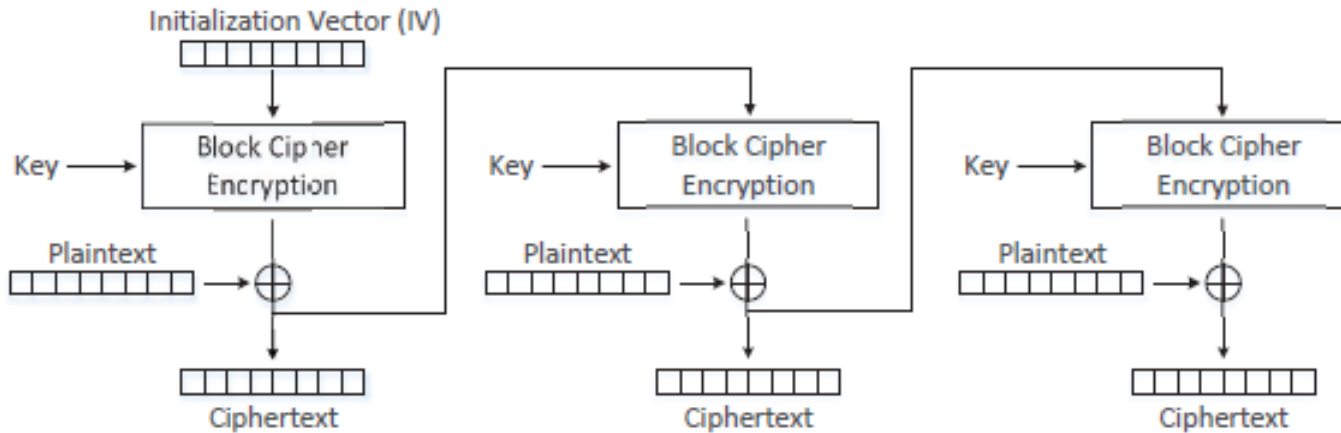 Initialization Vector (IV)
Key
Block Cipher
Encryption
Plaintext
Ciphertext
Key
Block Cipher
Encryption
Plaintext
Ciphertext
Key
Block Cipher
Encryption
Plaintext
Ciphertext